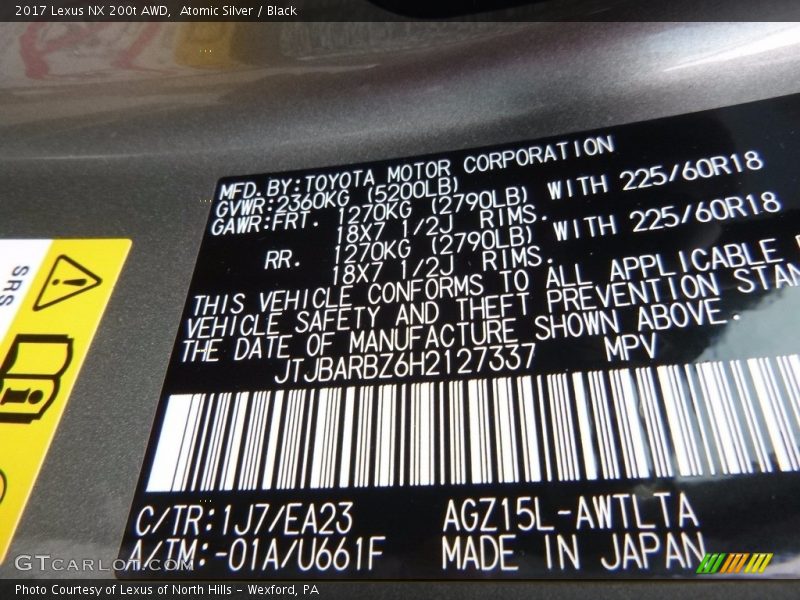 2017 Lexus NX 200t AWD, Atomic Silver / Black
MFD.BY:TOYOTA MOTOR CORPORATION
GVWR:2360KG (5200LB)
GAWR:FRT. 1270KG (2790LB) WITH 225/60R18
18X7 1/2J RIMS.
RR. 1270KG (2790LB) WITH 225/60R18
18X7 1/2J RIMS.
THIS VEHICLE CONFORMS TO ALL APPLICABLE
VEHICLE SAFETY AND THEFT PREVENTION STAN
THE DATE OF MANUFACTURE SHOWN ABOVE.
JTJBARBZ6H2127337 MPV
C/TR:1J7/EA23 AGZ15L-AWTLTA
A/TM:-01A/U661F MADE IN JAPAN
SRS
GTCARCOT.COM
Photo Courtesy of Lexus of North Hills – Wexford, PA